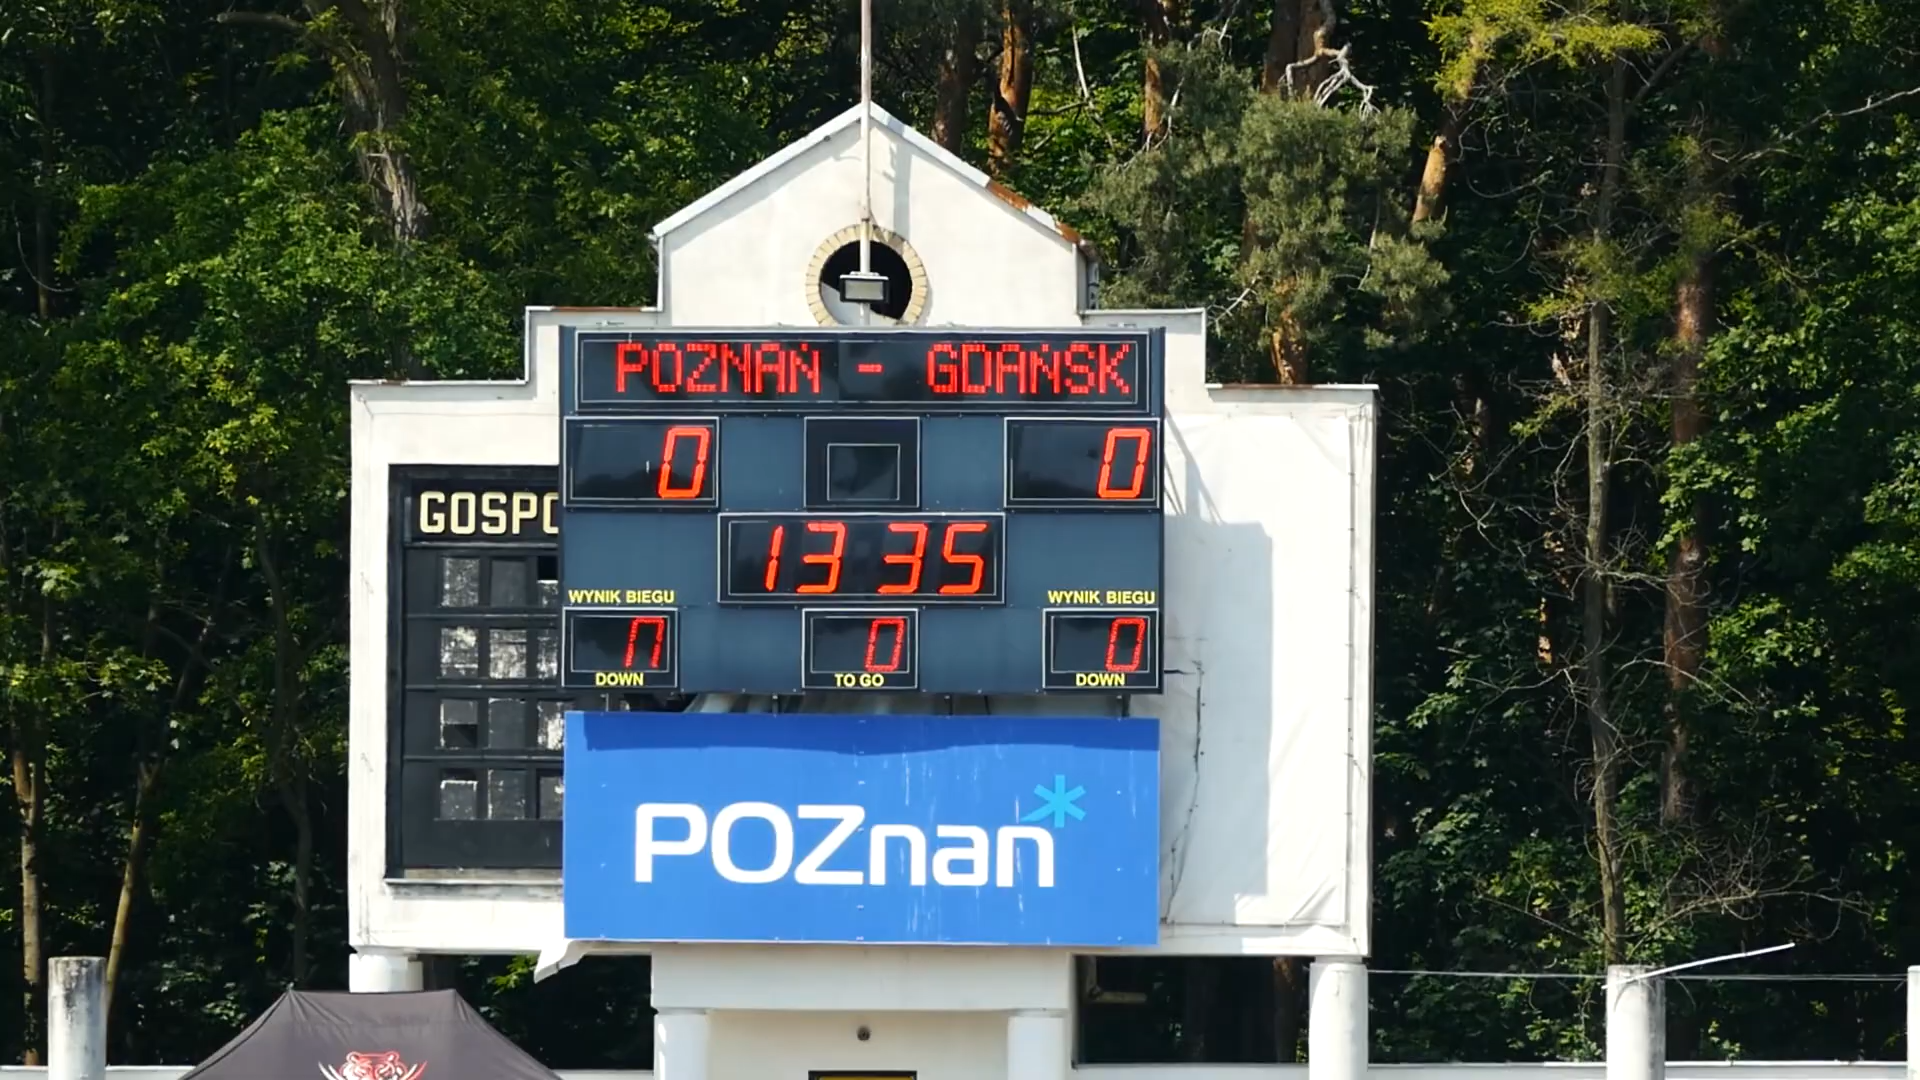 POZNAŃ - GDAŃSK
0 0
GOSPO
13 35
WYNIK BIEGU WYNIK BIEGU
0 0
DOWN TO GO DOWN
POZnan*